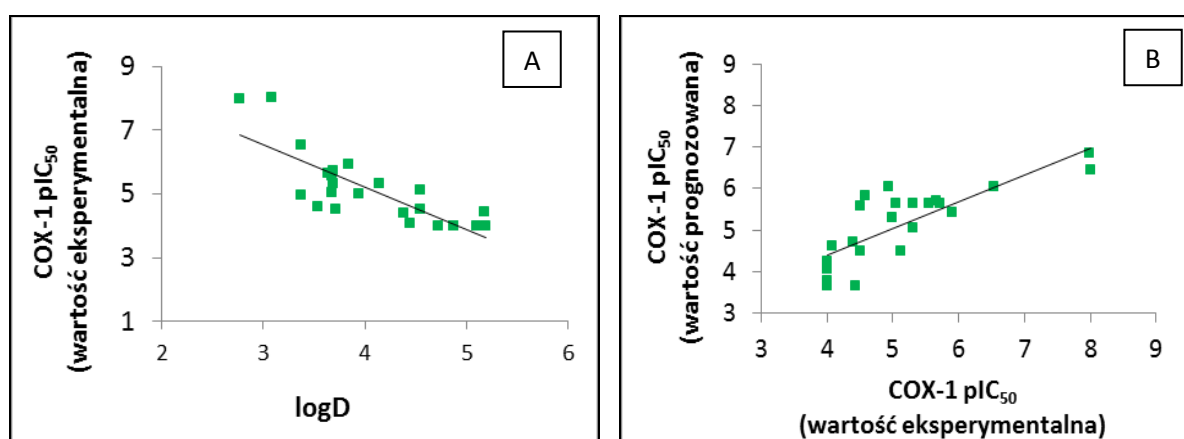 A
COX-1 pIC50
(wartość eksperymentalna)
9
7
5
3
1
2 3 4 5 6
logD
B
COX-1 pIC50
(wartość prognozowana)
9
8
7
6
5
4
3
3 4 5 6 7 8 9
COX-1 pIC50
(wartość eksperymentalna)